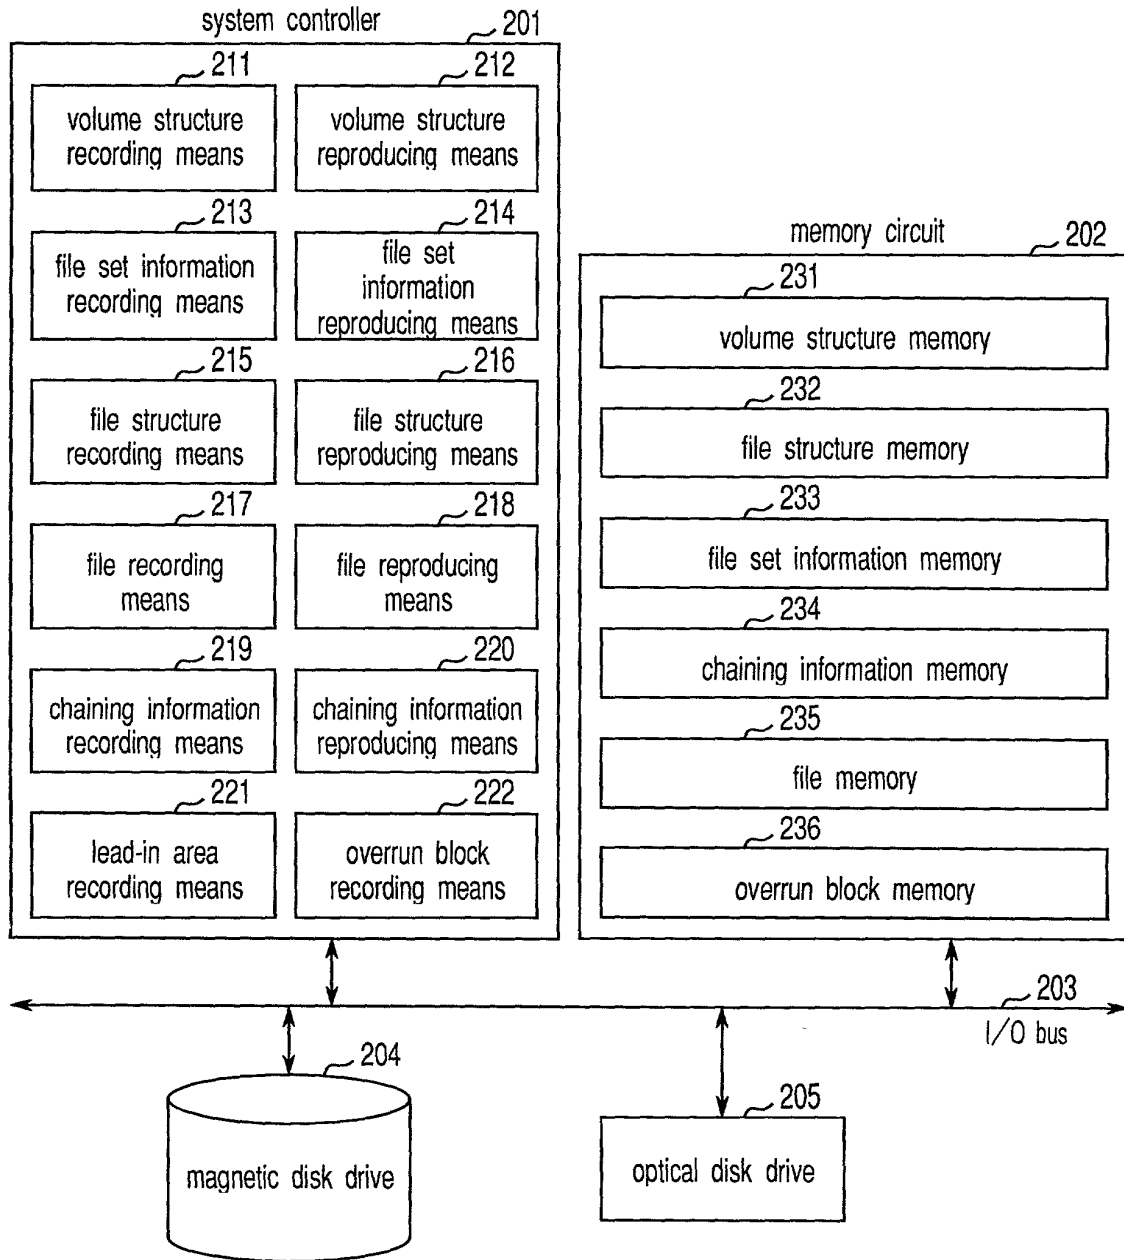 system controller
201
211
volume structure
recording means
212
volume structure
reproducing means
213
file set information
recording means
214
file set
information
reproducing means
215
file structure
recording means
216
file structure
reproducing means
217
file recording
means
218
file reproducing
means
219
chaining information
recording means
220
chaining information
reproducing means
221
lead-in area
recording means
222
overrun block
recording means
memory circuit
202
231
volume structure memory
232
file structure memory
233
file set information memory
234
chaining information memory
235
file memory
236
overrun block memory
203
I/O bus
204
magnetic disk drive
205
optical disk drive